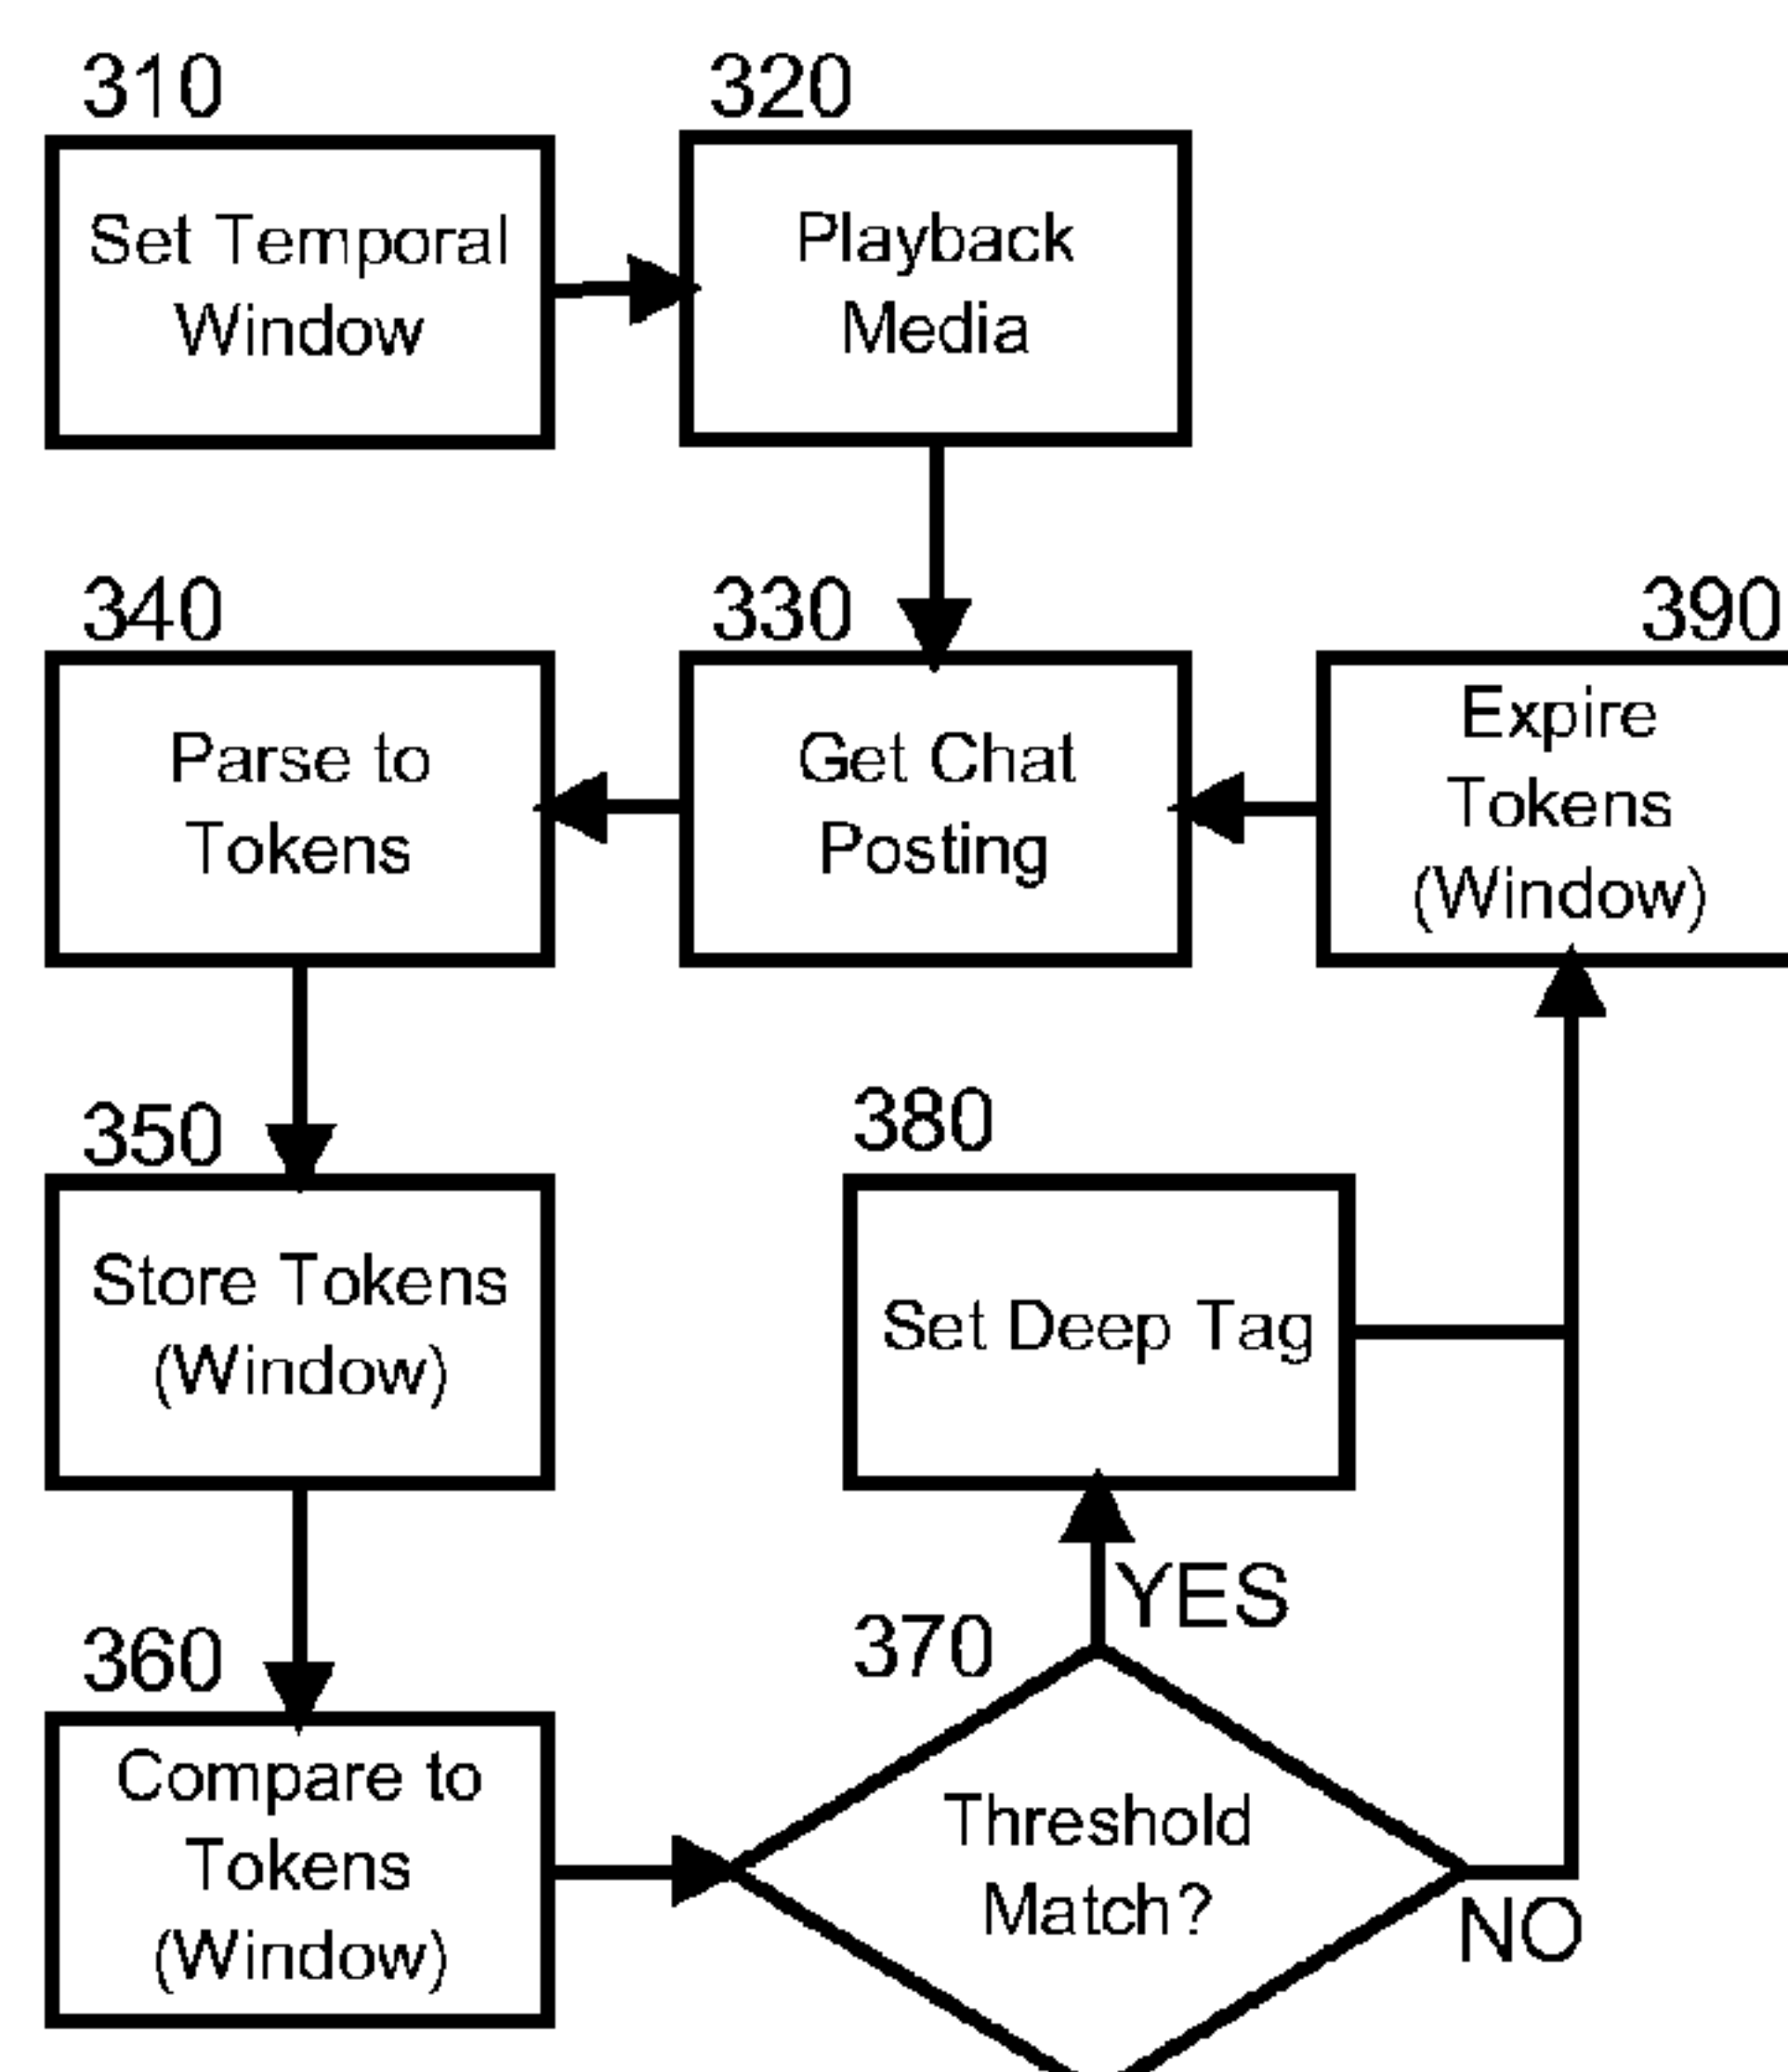 310
Set Temporal
Window
320
Playback
Media
340
Parse to
Tokens
330
Get Chat
Posting
390
Expire
Tokens
(Window)
350
Store Tokens
(Window)
380
Set Deep Tag
YES
360
Compare to
Tokens
(Window)
370
Threshold
Match?
NO